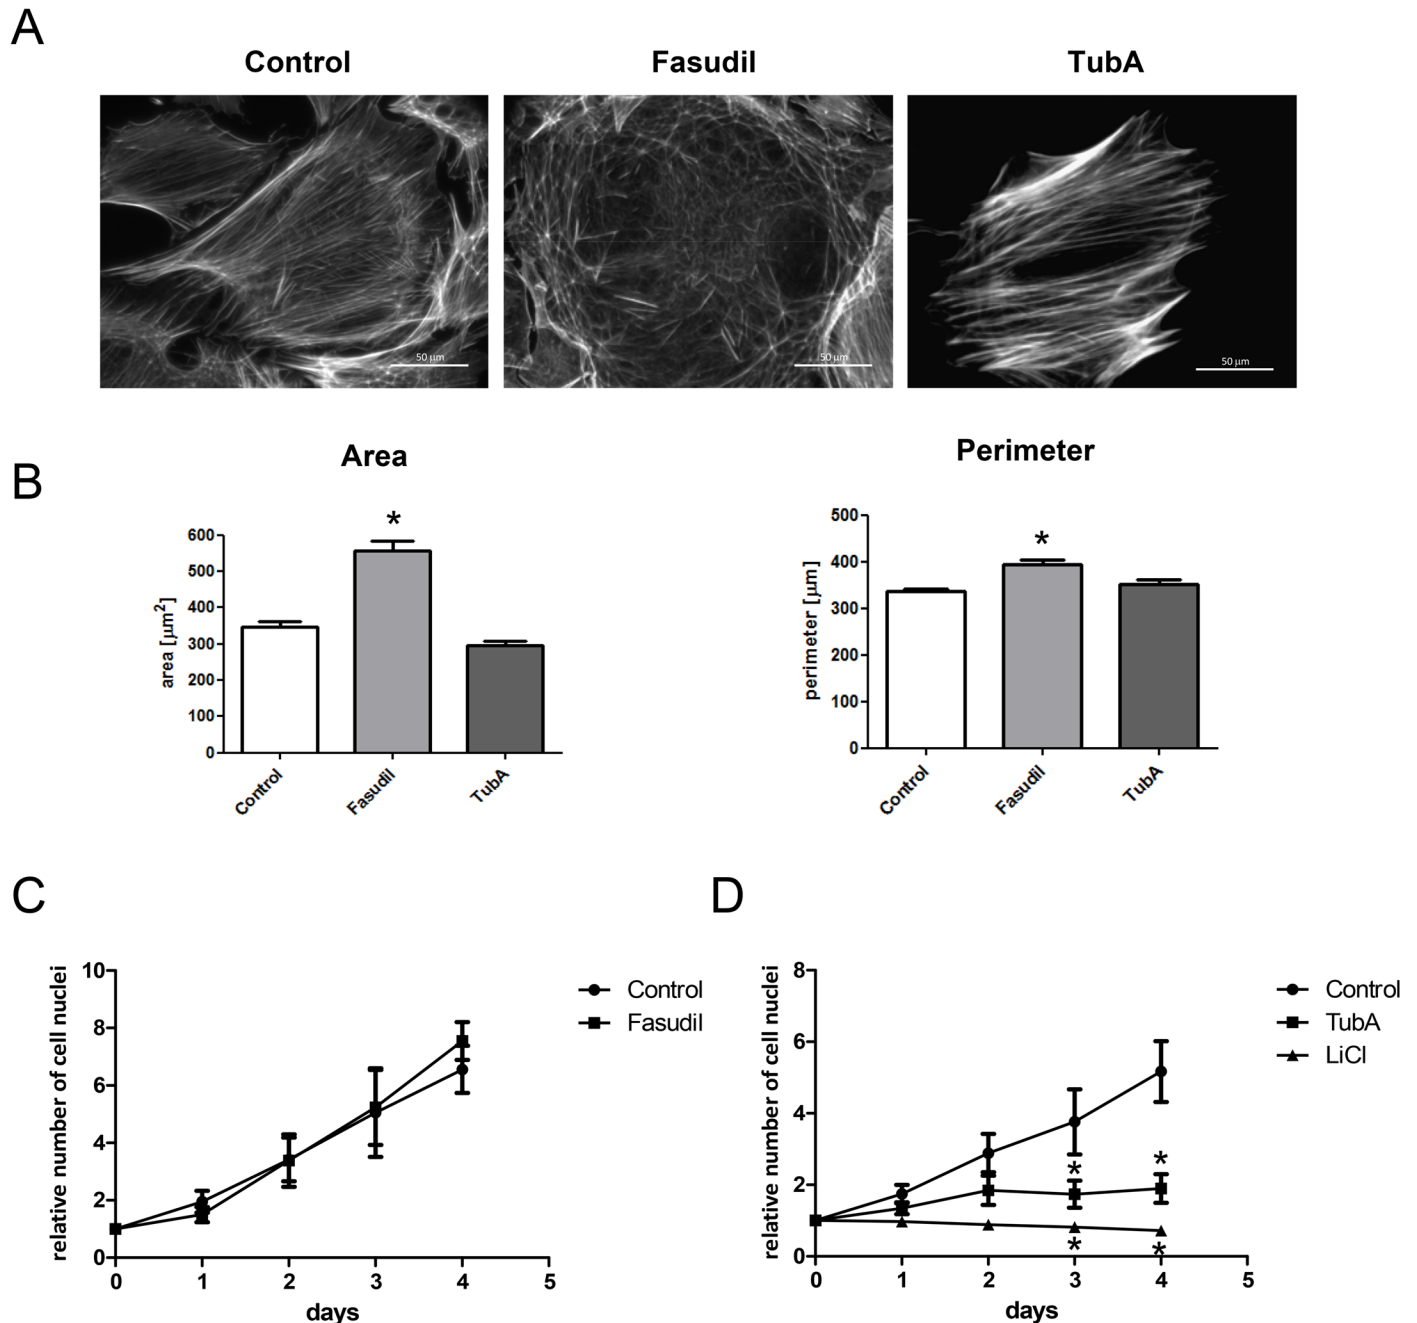 A
Control
Fasudil
TubA
50 μm
50 μm
50 μm
B
Area
Perimeter
*
600
500
400
300
200
100
0
area [μm²]
Control
Fasudil
TubA
*
500
400
300
200
100
0
perimeter [μm]
Control
Fasudil
TubA
C
10
8
6
4
2
0
relative number of cell nuclei
0 1 2 3 4 5
days
Control
Fasudil
D
8
6
4
2
0
relative number of cell nuclei
* *
* *
0 1 2 3 4 5
days
Control
TubA
LiCl